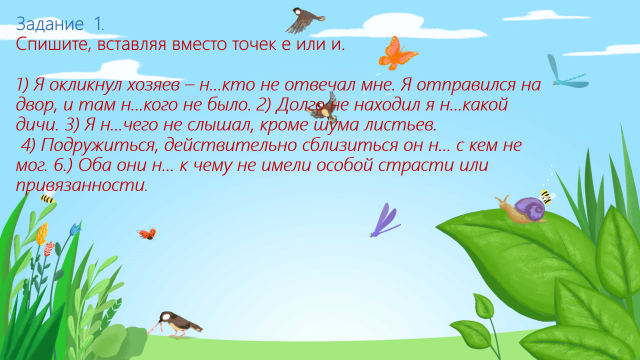 Задание 1.
Спишите, вставляя вместо точек е или и.
1) Я окликнул хозяев – н...кто не отвечал мне. Я отправился на
двор, и там н...кого не было. 2) Долго не находил я н...какой
дичи. 3) Я н...чего не слышал, кроме шума листьев.
4) Подружиться, действительно сблизиться он н... с кем не
мог. 6.) Оба они н... к чему не имели особой страсти или
привязанности.